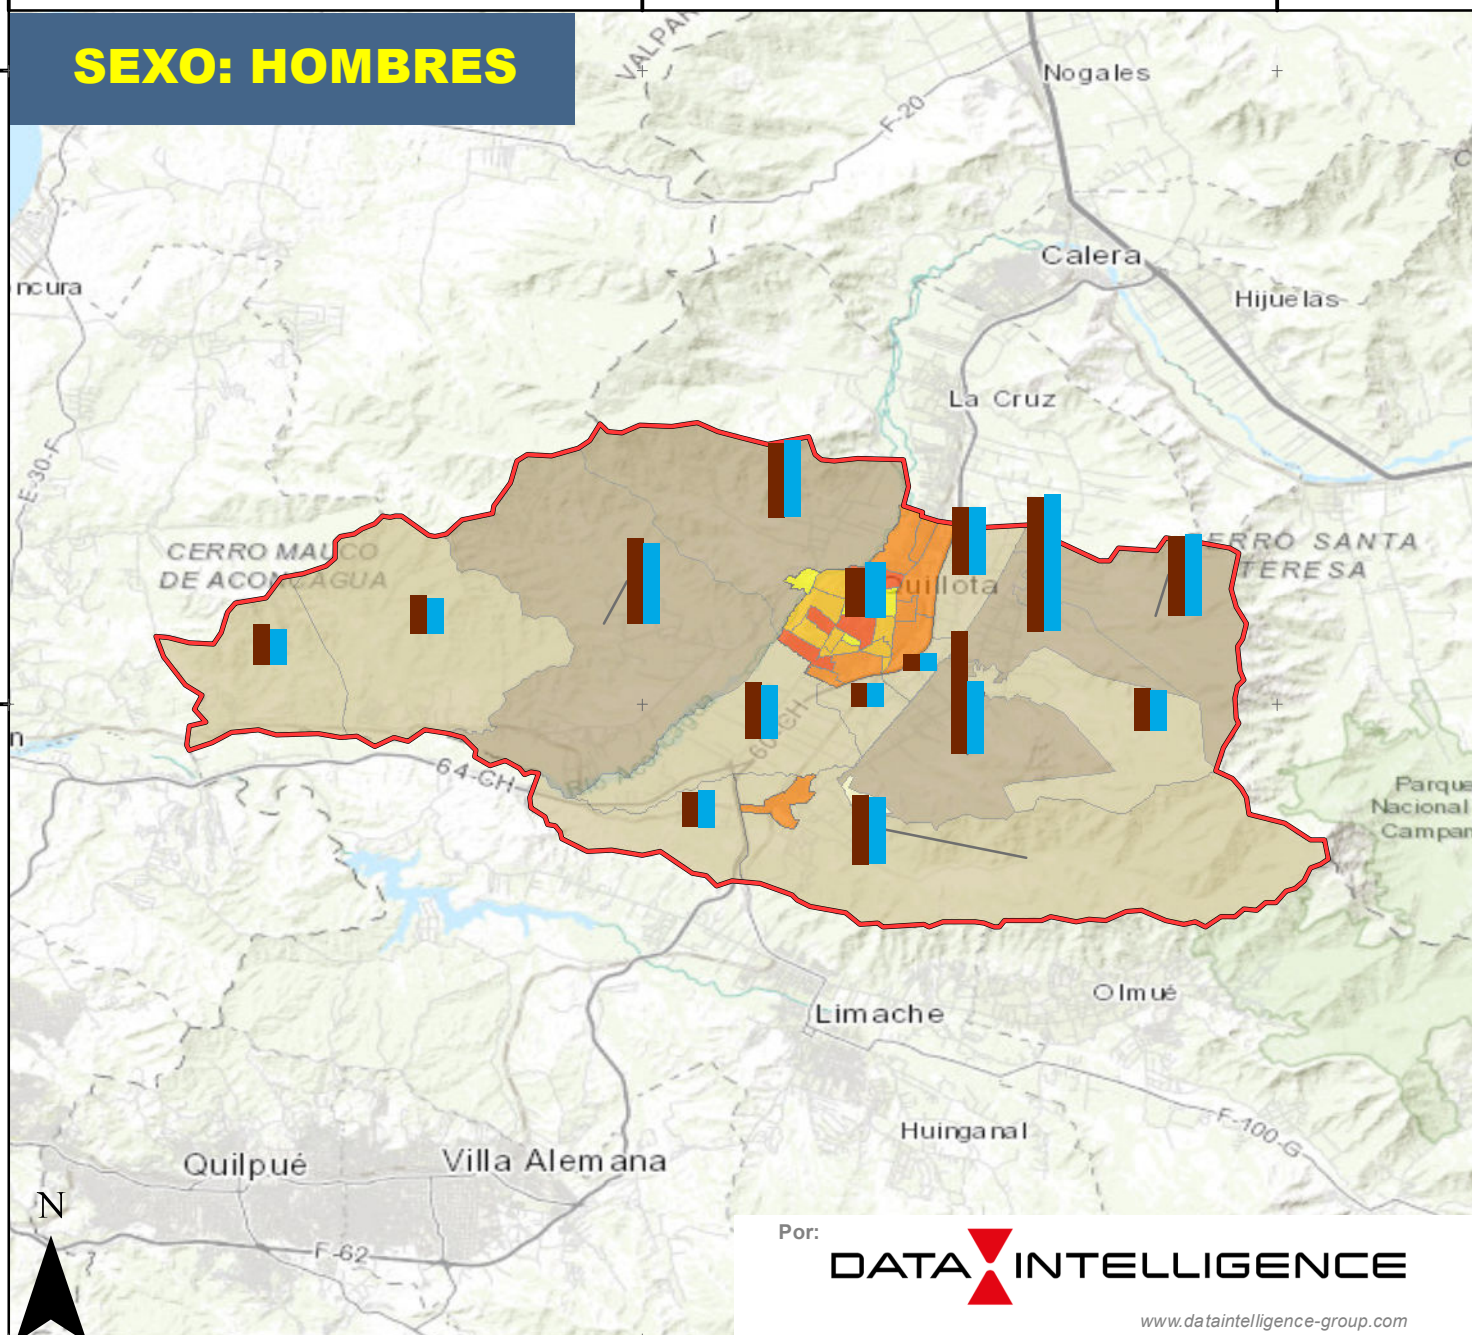 SEXO: HOMBRES
VALPAR
Nogales
F-20
Calera
ncura
Hijuelas
La Cruz
E-30-F
CERRO MAUCO
DE ACONCAGUA
ERRO SANTA
TERESA
Quillota
60-CH
64-CH
Parque
Nacional
Campan
Olmué
Limache
Huinganal
F-100-G
Quilpué
Villa Alemana
N
F-62
Por:
DATA INTELLIGENCE
www.dataintelligence-group.com